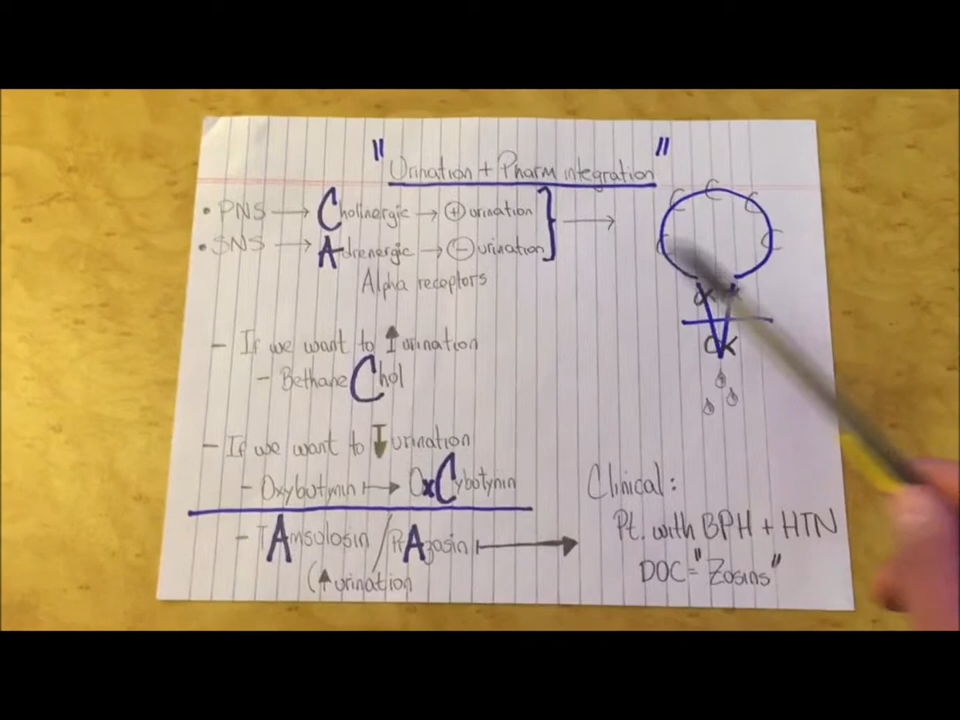 "Urination + Pharm integration"
• PNS → Cholinergic → ⊕ urination
• SNS → Adrenergic → ⊖ urination
Alpha receptors
- If we want to ↑ urination
- BethaneChol
- If we want to ↓ urination
- Oxybutynin → OxCybotynin
- TAmsulosin / PrAzosin →
(↑urination
C C C C C
α α
α
Clinical:
Pt. with BPH + HTN
DOC = "Zosins"